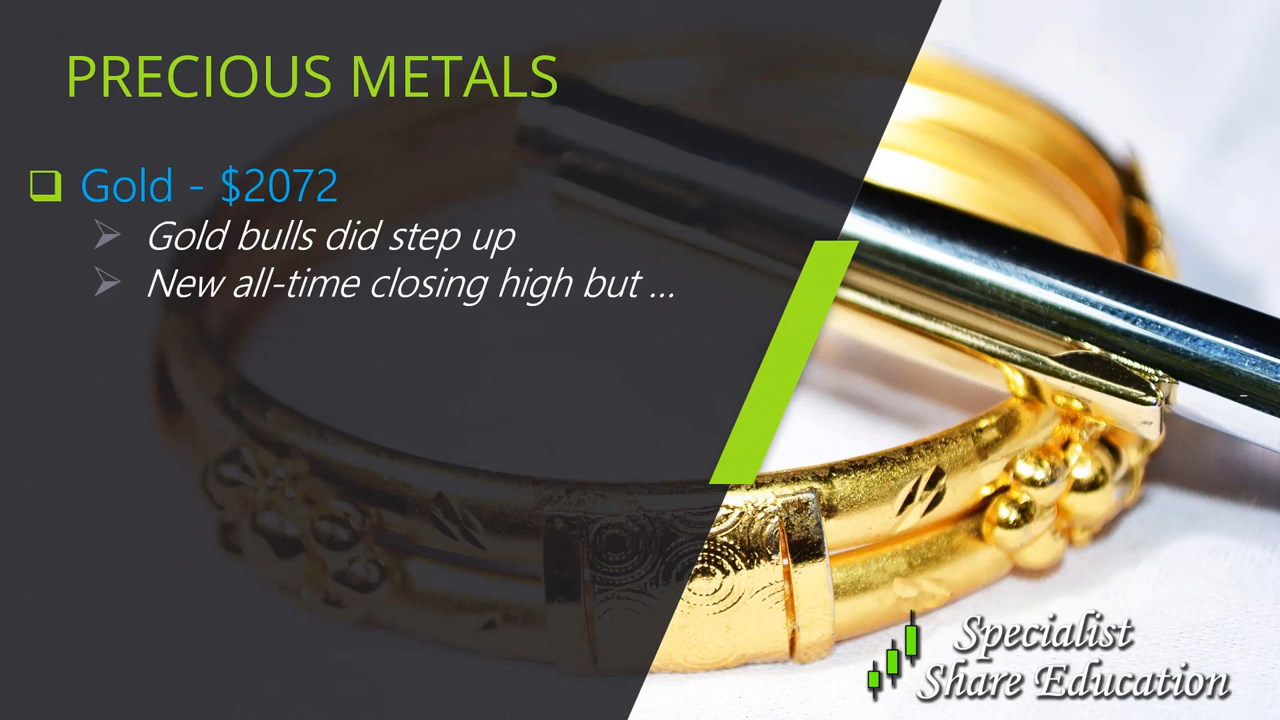 PRECIOUS METALS
Gold - $2072
Gold bulls did step up
New all-time closing high but ...
Specialist
Share Education